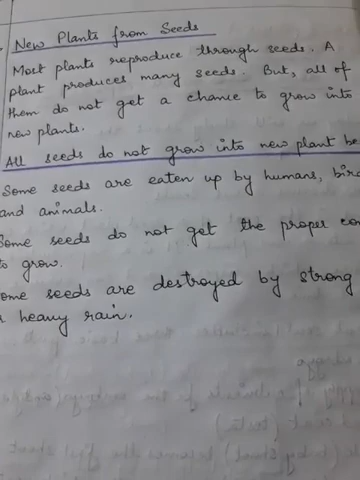 New Plants from Seeds
Most plants reproduce through seeds. A
plant produces many seeds. But, all of
them do not get a chance to grow into
new plants.
All seeds do not grow into new plant be
Some seeds are eaten up by humans, bird
and animals.
Some seeds do not get the proper con
to grow.
ome seeds are destroyed by strong
heavy rain.